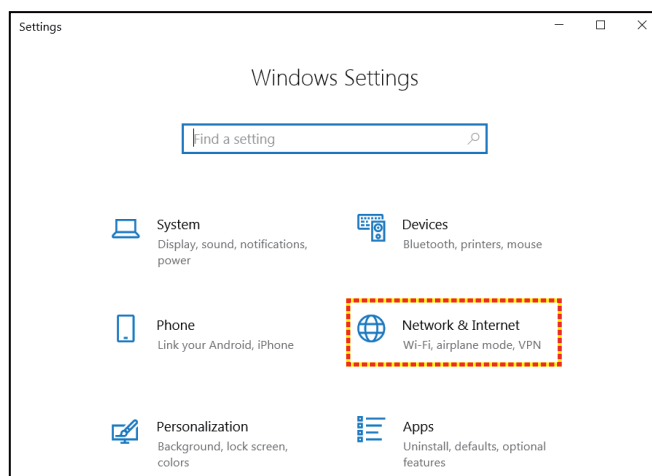 Settings
Windows Settings
Find a setting
System
Display, sound, notifications,
power
Devices
Bluetooth, printers, mouse
Phone
Link your Android, iPhone
Network & Internet
Wi-Fi, airplane mode, VPN
Personalization
Background, lock screen,
colors
Apps
Uninstall, defaults, optional
features